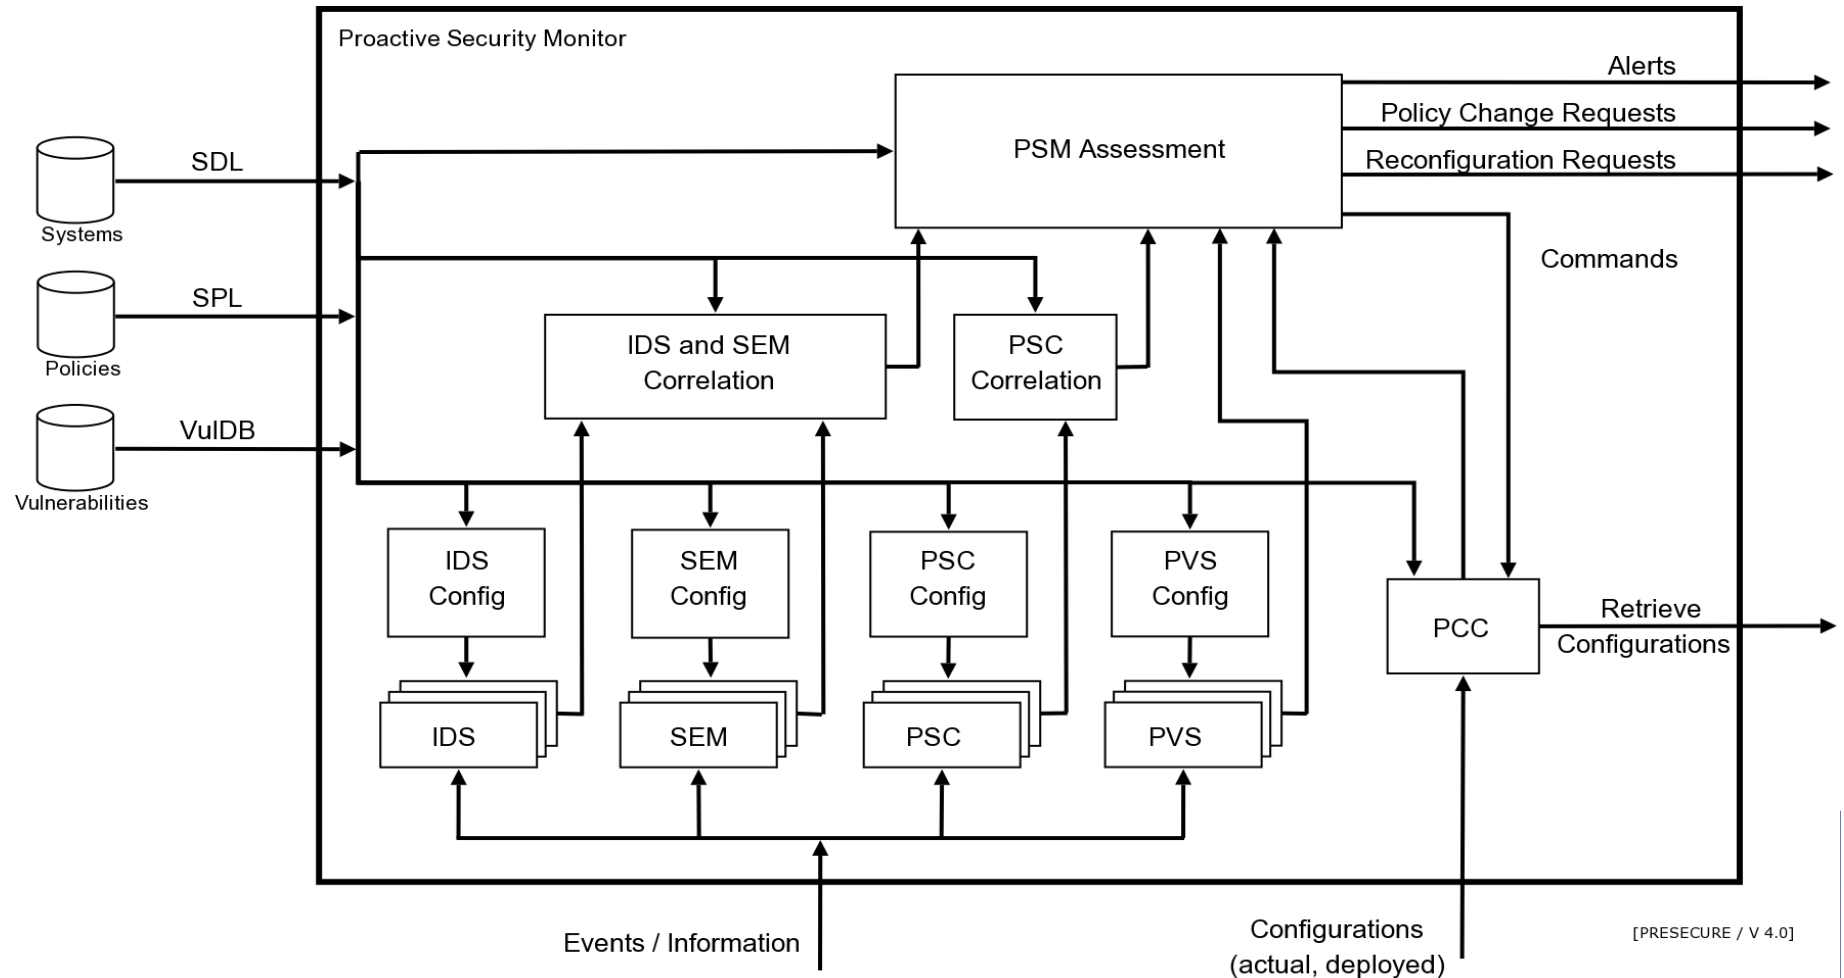 Proactive Security Monitor
Alerts
Policy Change Requests
PSM Assessment
Reconfiguration Requests
SDL
Systems
Commands
SPL
Policies
IDS and SEM
Correlation
PSC
Correlation
VulDB
Vulnerabilities
IDS
Config
SEM
Config
PSC
Config
PVS
Config
PCC
Retrieve
Configurations
IDS
SEM
PSC
PVS
Events / Information
Configurations
(actual, deployed)
[PRESECURE / V 4.0]